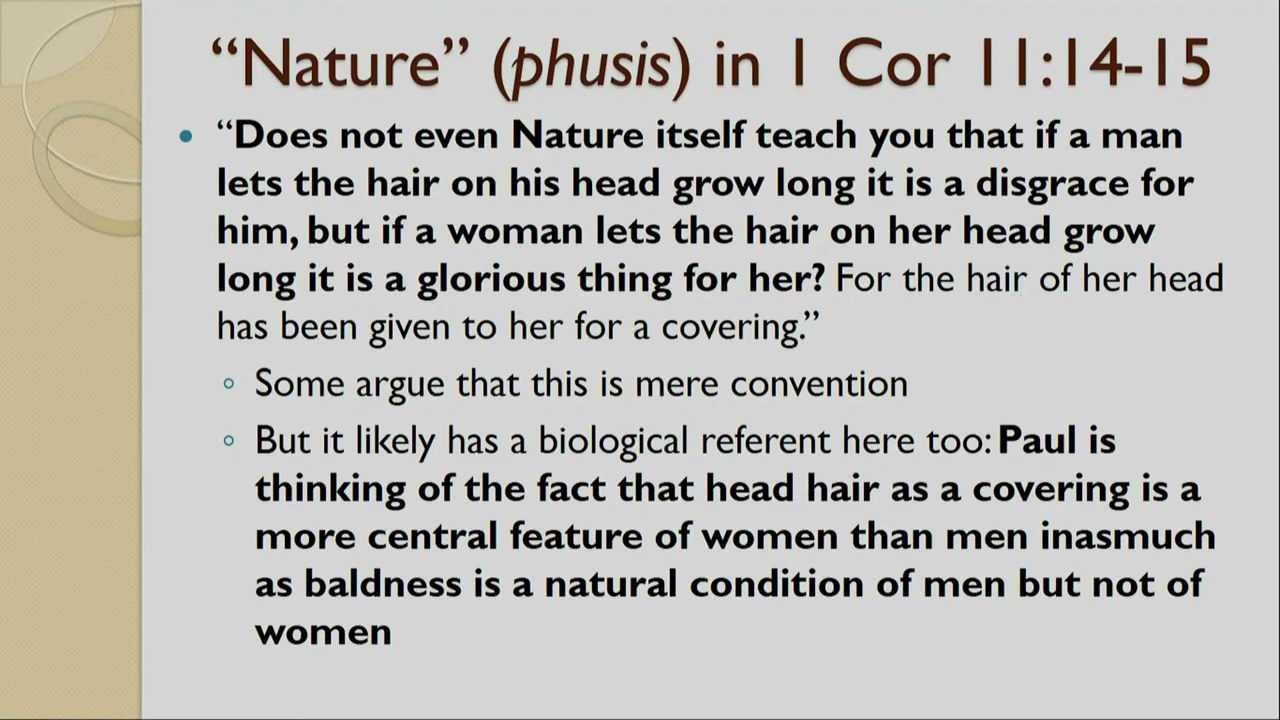 “Nature” (phusis) in 1 Cor 11:14-15
• “Does not even Nature itself teach you that if a man
lets the hair on his head grow long it is a disgrace for
him, but if a woman lets the hair on her head grow
long it is a glorious thing for her? For the hair of her head
has been given to her for a covering.”
◦ Some argue that this is mere convention
◦ But it likely has a biological referent here too: Paul is
thinking of the fact that head hair as a covering is a
more central feature of women than men inasmuch
as baldness is a natural condition of men but not of
women